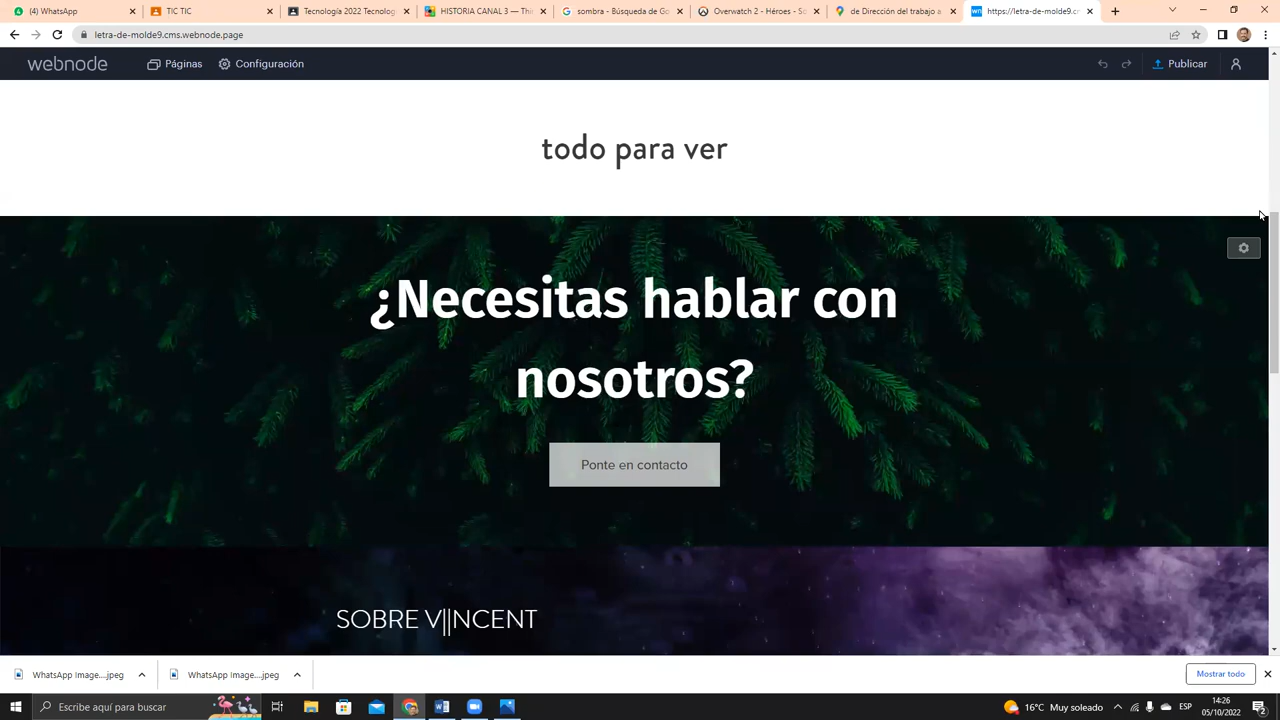 (4) WhatsApp
TIC TIC
Tecnología 2022 Tecnolog
HISTORIA CANAL 3 — Thi
sombra - Búsqueda de Go
Overwatch 2 - Héroes - So
de Dirección del trabajo a
https://letra-de-molde9.c
letra-de-molde9.cms.webnode.page
webnode
Páginas
Configuración
Publicar
todo para ver
¿Necesitas hablar con
nosotros?
Ponte en contacto
SOBRE V||NCENT
WhatsApp Image....jpeg
WhatsApp Image....jpeg
Mostrar todo
Escribe aquí para buscar
16°C Muy soleado
ESP
14:26
05/10/2022
2